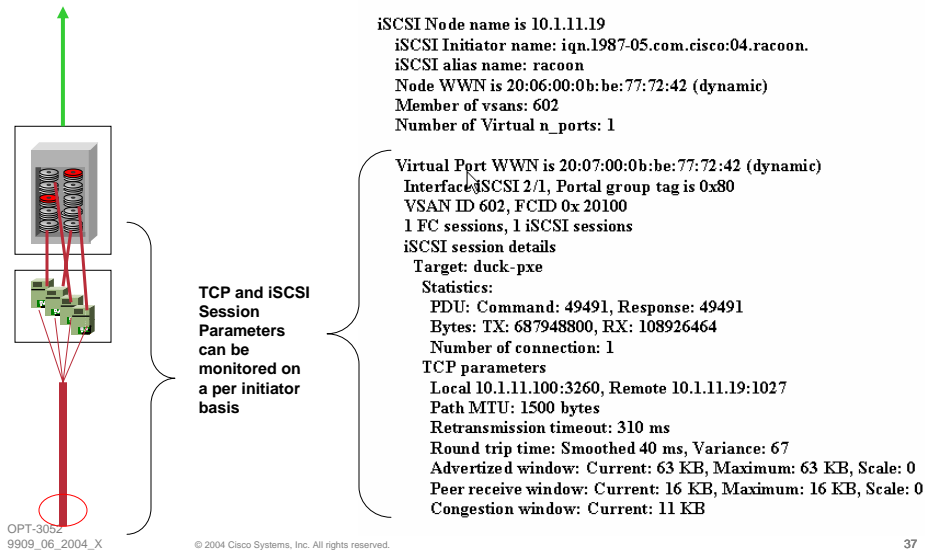 iSCSI Node name is 10.1.11.19
iSCSI Initiator name: iqn.1987-05.com.cisco:04.racoon.
iSCSI alias name: racoon
Node WWN is 20:06:00:0b:be:77:72:42 (dynamic)
Member of vsans: 602
Number of Virtual n_ports: 1
Virtual Port WWN is 20:07:00:0b:be:77:72:42 (dynamic)
Interface iSCSI 2/1, Portal group tag is 0x80
VSAN ID 602, FCID 0x 20100
1 FC sessions, 1 iSCSI sessions
iSCSI session details
Target: duck-pxe
Statistics:
PDU: Command: 49491, Response: 49491
Bytes: TX: 687948800, RX: 108926464
Number of connection: 1
TCP parameters
Local 10.1.11.100:3260, Remote 10.1.11.19:1027
Path MTU: 1500 bytes
Retransmission timeout: 310 ms
Round trip time: Smoothed 40 ms, Variance: 67
Advertized window: Current: 63 KB, Maximum: 63 KB, Scale: 0
Peer receive window: Current: 16 KB, Maximum: 16 KB, Scale: 0
Congestion window: Current: 11 KB
TCP and iSCSI
Session
Parameters
can be
monitored on
a per initiator
basis
OPT-3052
9909_06_2004_X
© 2004 Cisco Systems, Inc. All rights reserved.
37